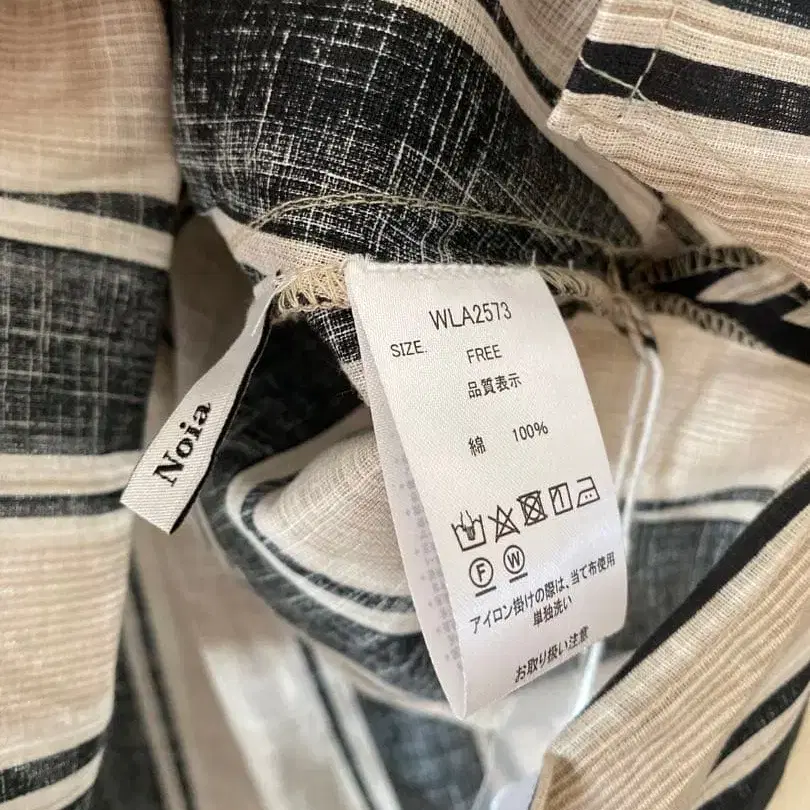 Noia
WLA2573
SIZE. FREE
品質表示
綿 100%
F W
アイロン掛けの際は、当て布使用
単独洗い
お取り扱い注意